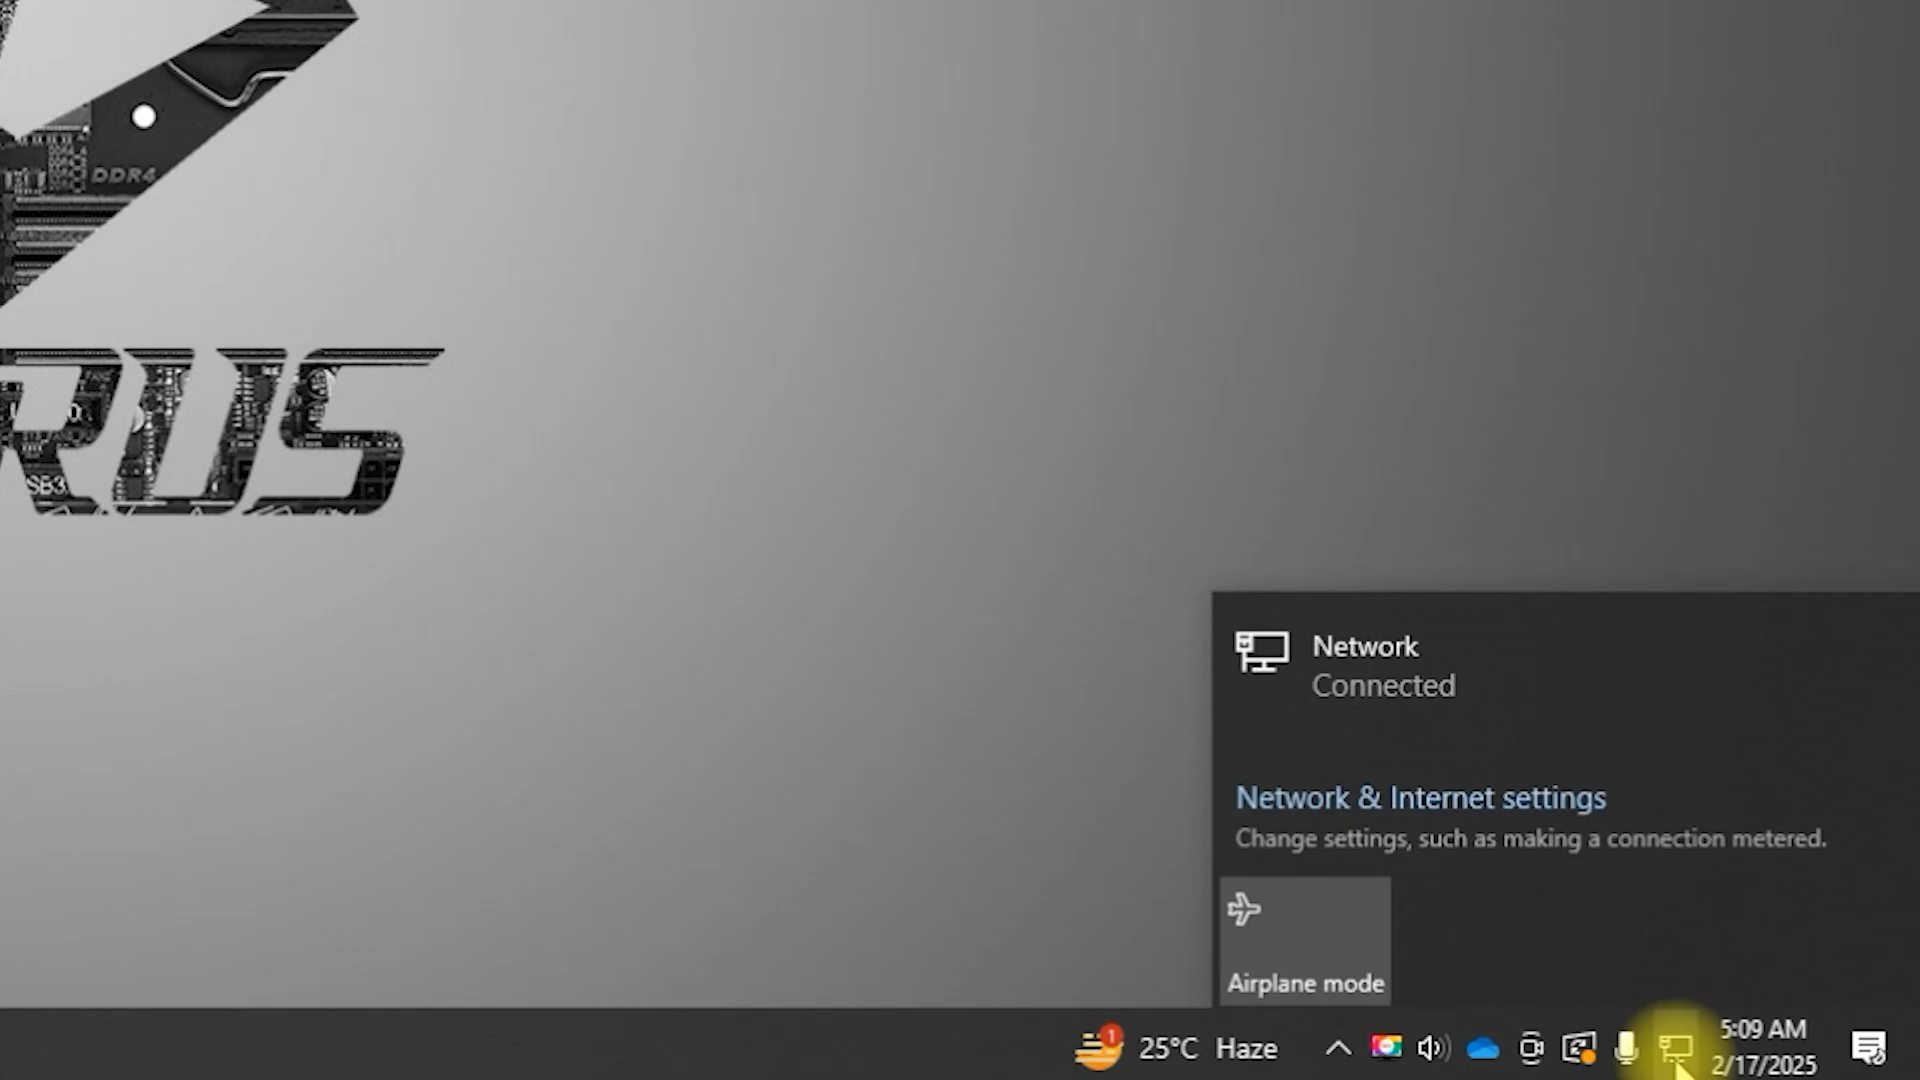 DDR4
RUS
SB3
Network
Connected
Network & Internet settings
Change settings, such as making a connection metered.
Airplane mode
1
25°C Haze
5:09 AM
2/17/2025